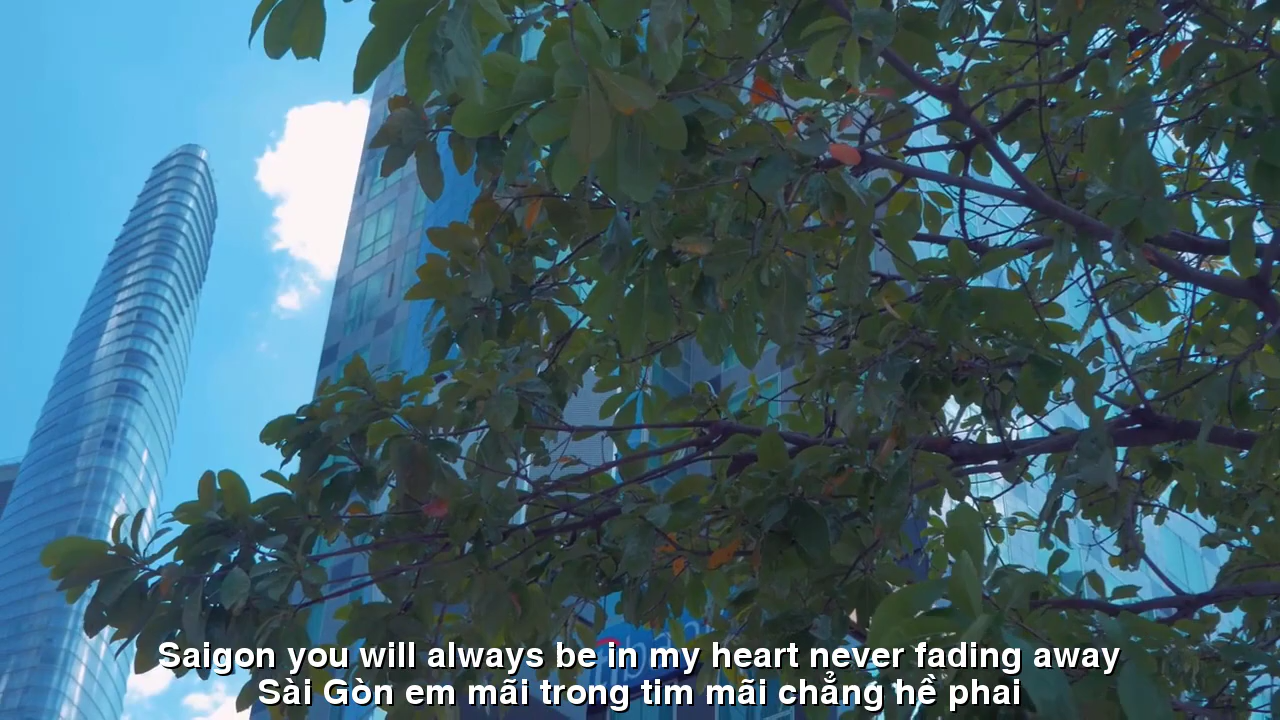 Saigon you will always be in my heart never fading away
Sài Gòn em mãi trong tim mãi chẳng hề phai